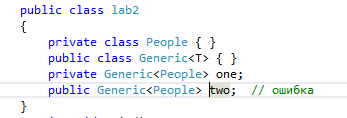 public class lab2
{
private class People { }
public class Generic<T> { }
private Generic<People> one;
public Generic<People> two;  // ошибка
}